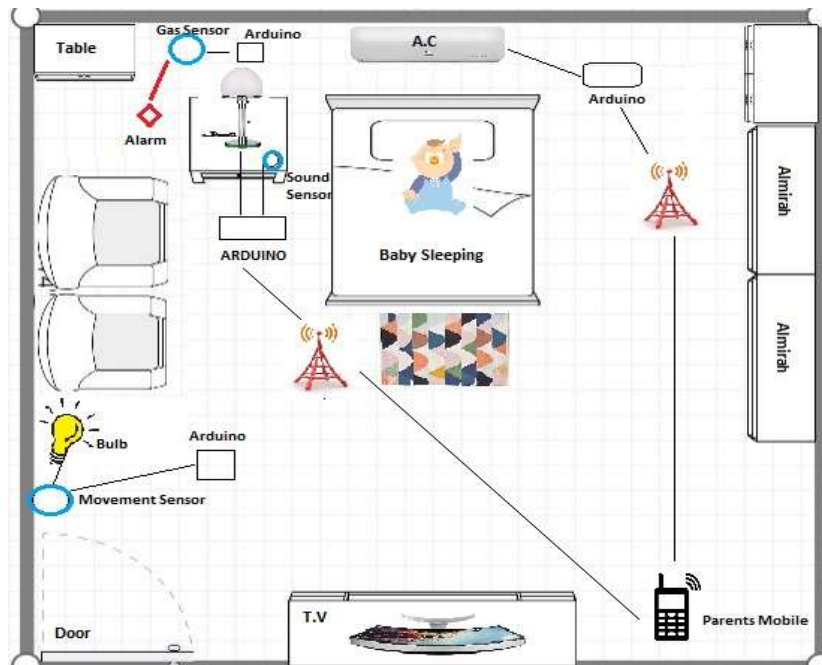 Gas Sensor
Arduino
Table
A.C
Arduino
Alarm
Sound
Sensor
Almirah
ARDUINO
Baby Sleeping
Almirah
Bulb
Arduino
Movement Sensor
T.V
Parents Mobile
Door